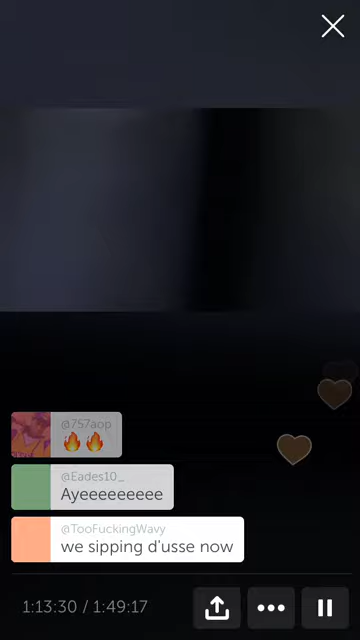 @757aop
🔥🔥
@Eades10_
Ayeeeeeeeee
@TooFuckingWavy
we sipping d'usse now
1:13:30 / 1:49:17